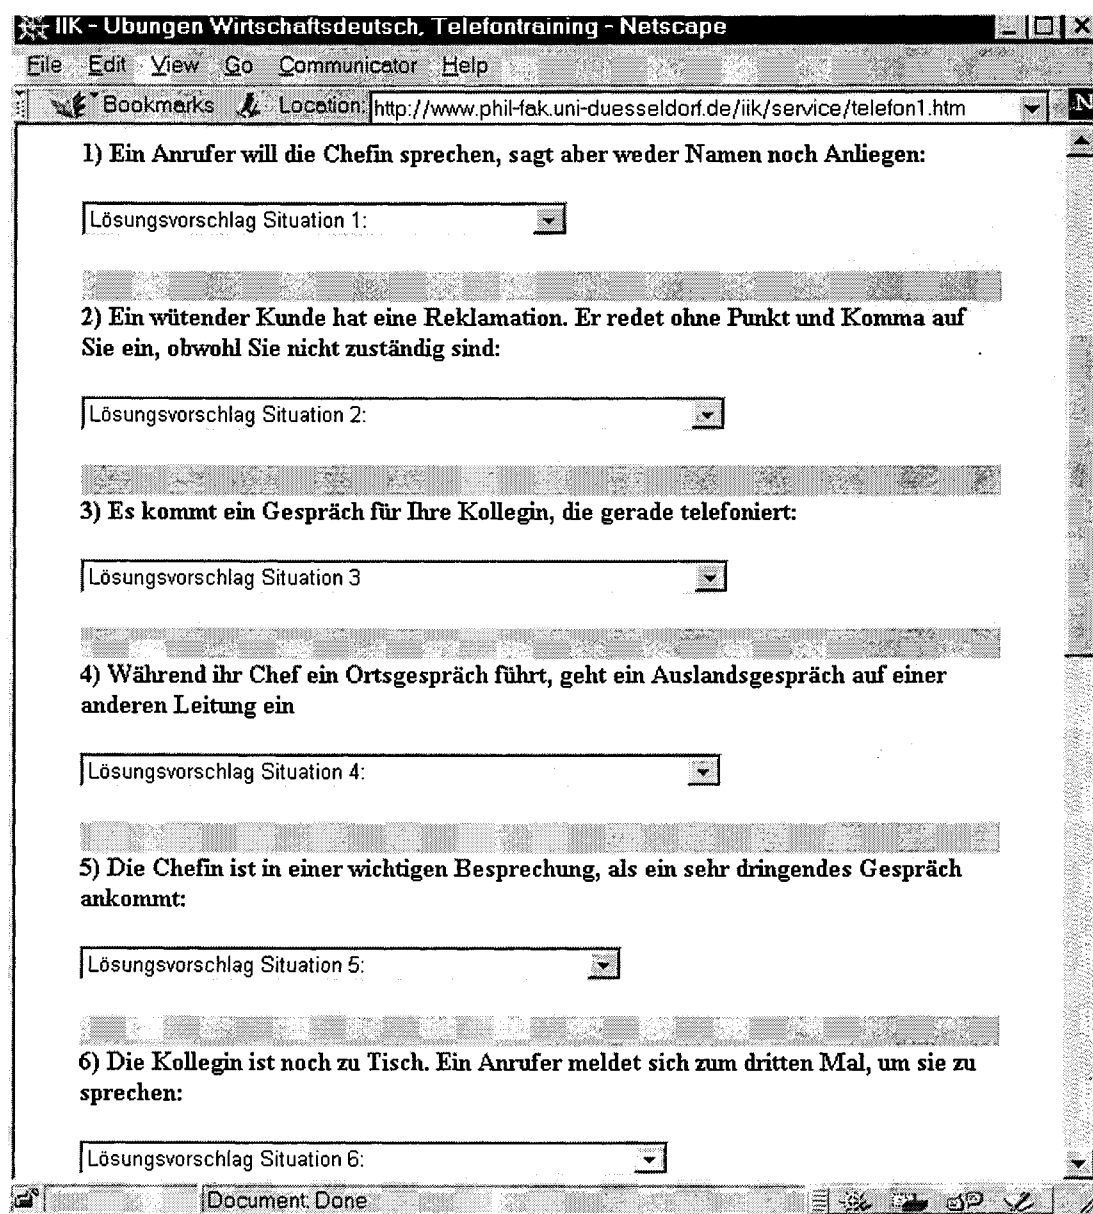 IIK - Übungen Wirtschaftsdeutsch, Telefontraining - Netscape
File Edit View Go Communicator Help
Bookmarks Location: http://www.phil-fak.uni-duesseldorf.de/iik/service/telefon1.htm N
1) Ein Anrufer will die Chefin sprechen, sagt aber weder Namen noch Anliegen:
Lösungsvorschlag Situation 1:
2) Ein wütender Kunde hat eine Reklamation. Er redet ohne Punkt und Komma auf
Sie ein, obwohl Sie nicht zuständig sind:
Lösungsvorschlag Situation 2:
3) Es kommt ein Gespräch für Ihre Kollegin, die gerade telefoniert:
Lösungsvorschlag Situation 3
4) Während ihr Chef ein Ortsgespräch führt, geht ein Auslandsgespräch auf einer
anderen Leitung ein
Lösungsvorschlag Situation 4:
5) Die Chefin ist in einer wichtigen Besprechung, als ein sehr dringendes Gespräch
ankommt:
Lösungsvorschlag Situation 5:
6) Die Kollegin ist noch zu Tisch. Ein Anrufer meldet sich zum dritten Mal, um sie zu
sprechen:
Lösungsvorschlag Situation 6:
Document: Done